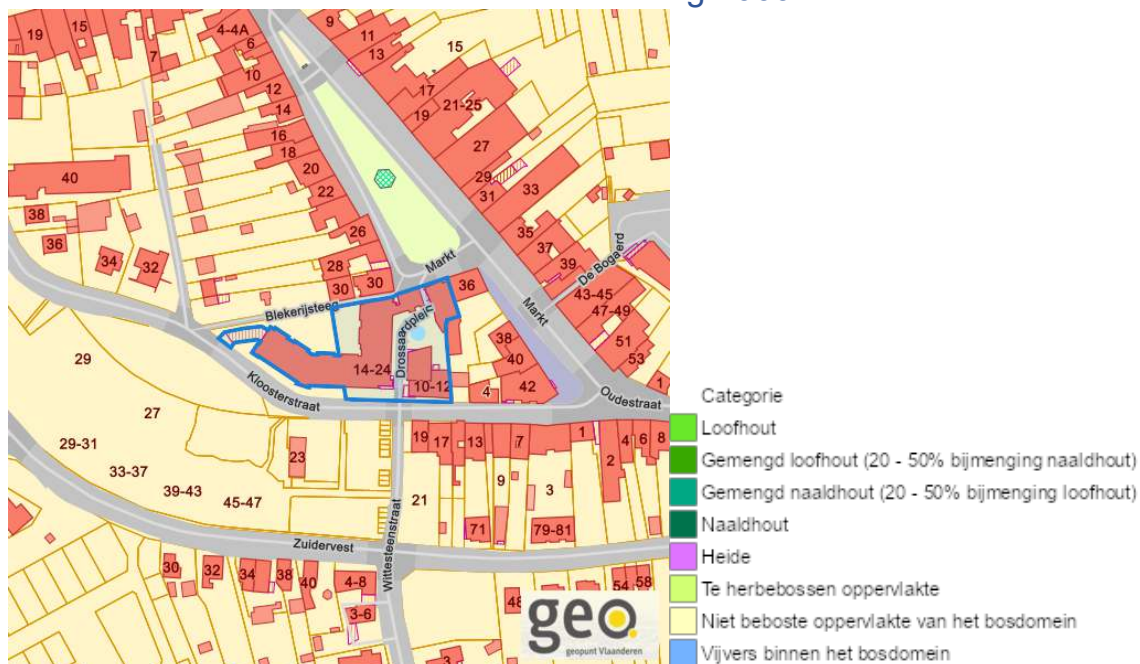 19 15 7 4-4A 6 10 12 14 16 18 20 22 26 28 30 30
9 11 13 15 17 19 21-25 27 29 31 33 35 37 39 43-45 47-49 51 53 1
40
38
36 34 32
Markt
De Bogaerd
Markt
Blekerijsteeg
Drossaardplein
36
38
40
42
4
14-24
10-12
Kloosterstraat
Oudestraat
29
27
29-31
33-37
39-43
45-47
23
19 17 13 7 1 2 4 6 8
21 9 3
71 79-81
Zuidervest
Wittesteenstraat
30 32 34 38 40 4-8
3-6
54 58
3
geo
geopunt Vlaanderen
Categorie
Loofhout
Gemengd loofhout (20 - 50% bijmenging naaldhout)
Gemengd naaldhout (20 - 50% bijmenging loofhout)
Naaldhout
Heide
Te herbebossen oppervlakte
Niet beboste oppervlakte van het bosdomein
Vijvers binnen het bosdomein